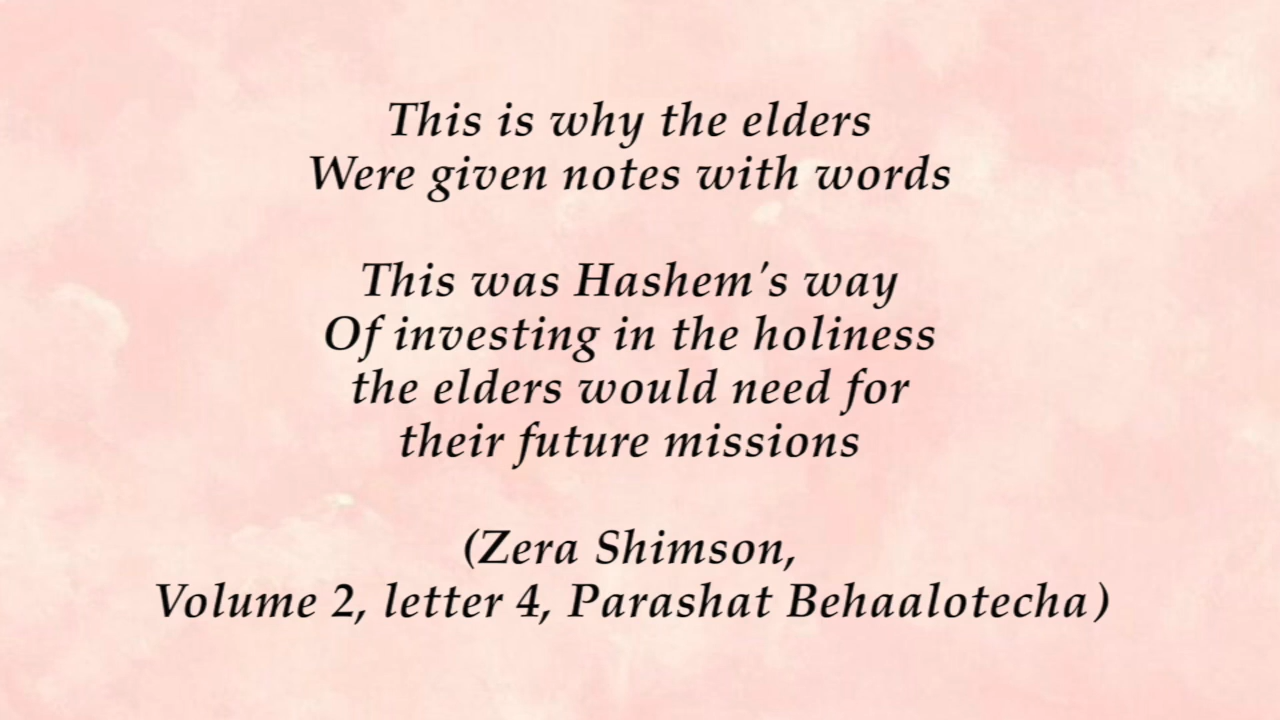 This is why the elders
Were given notes with words
This was Hashem's way
Of investing in the holiness
the elders would need for
their future missions
(Zera Shimson,
Volume 2, letter 4, Parashat Behaalotecha)